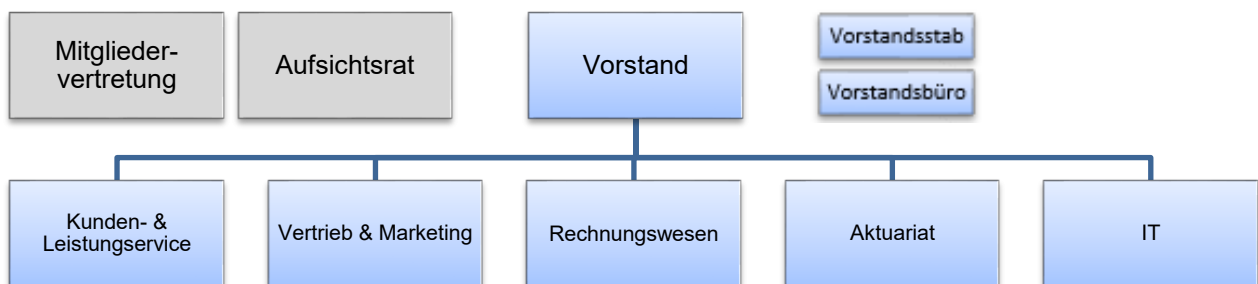 Mitglieder-
vertretung
Aufsichtsrat
Vorstand
Vorstandsstab
Vorstandsbüro
Kunden- &
Leistungservice
Vertrieb & Marketing
Rechnungswesen
Aktuariat
IT